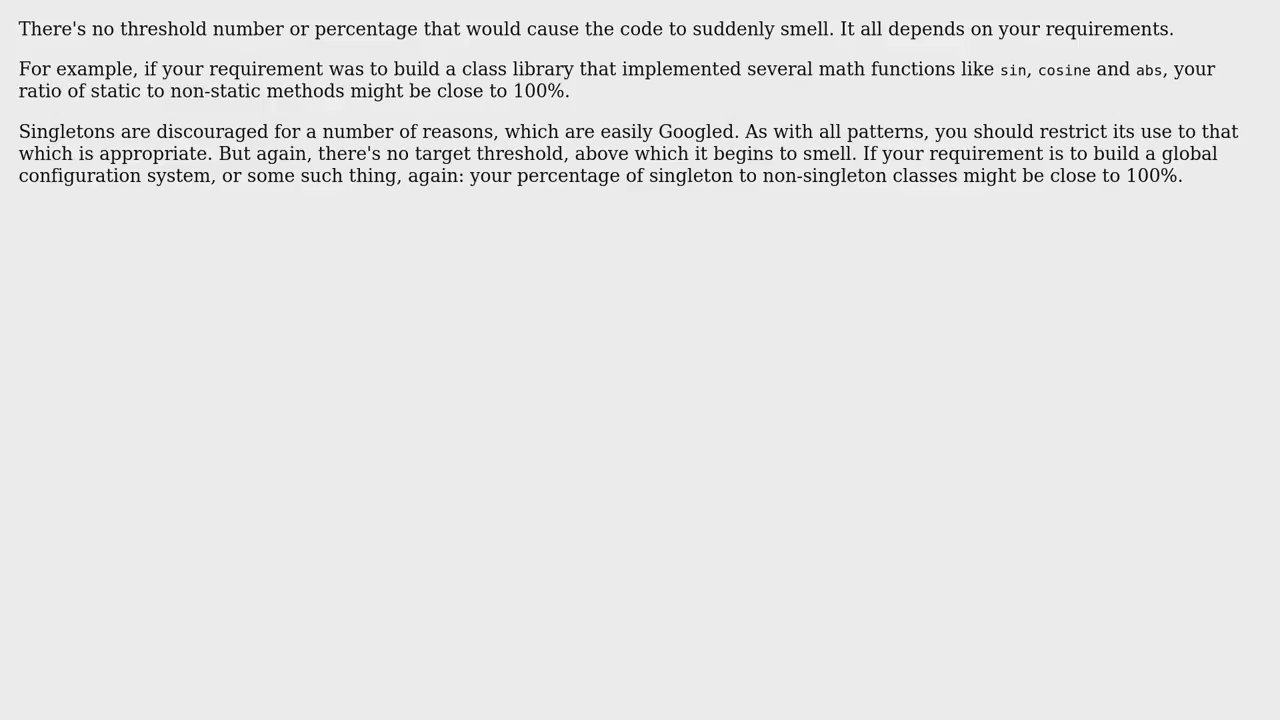 There's no threshold number or percentage that would cause the code to suddenly smell. It all depends on your requirements.
For example, if your requirement was to build a class library that implemented several math functions like sin, cosine and abs, your
ratio of static to non-static methods might be close to 100%.
Singletons are discouraged for a number of reasons, which are easily Googled. As with all patterns, you should restrict its use to that
which is appropriate. But again, there's no target threshold, above which it begins to smell. If your requirement is to build a global
configuration system, or some such thing, again: your percentage of singleton to non-singleton classes might be close to 100%.